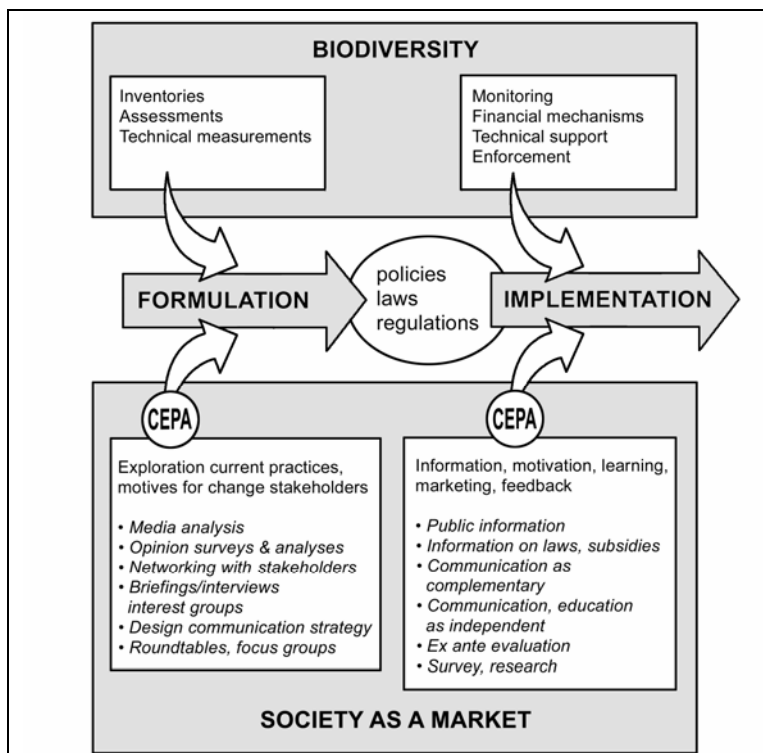 BIODIVERSITY
Inventories
Assessments
Technical measurements
Monitoring
Financial mechanisms
Technical support
Enforcement
FORMULATION
policies
laws
regulations
IMPLEMENTATION
CEPA
Exploration current practices,
motives for change stakeholders
• Media analysis
• Opinion surveys & analyses
• Networking with stakeholders
• Briefings/interviews
interest groups
• Design communication strategy
• Roundtables, focus groups
CEPA
Information, motivation, learning,
marketing, feedback
• Public information
• Information on laws, subsidies
• Communication as
complementary
• Communication, education
as independent
• Ex ante evaluation
• Survey, research
SOCIETY AS A MARKET